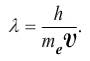 λ = h / mₑv.